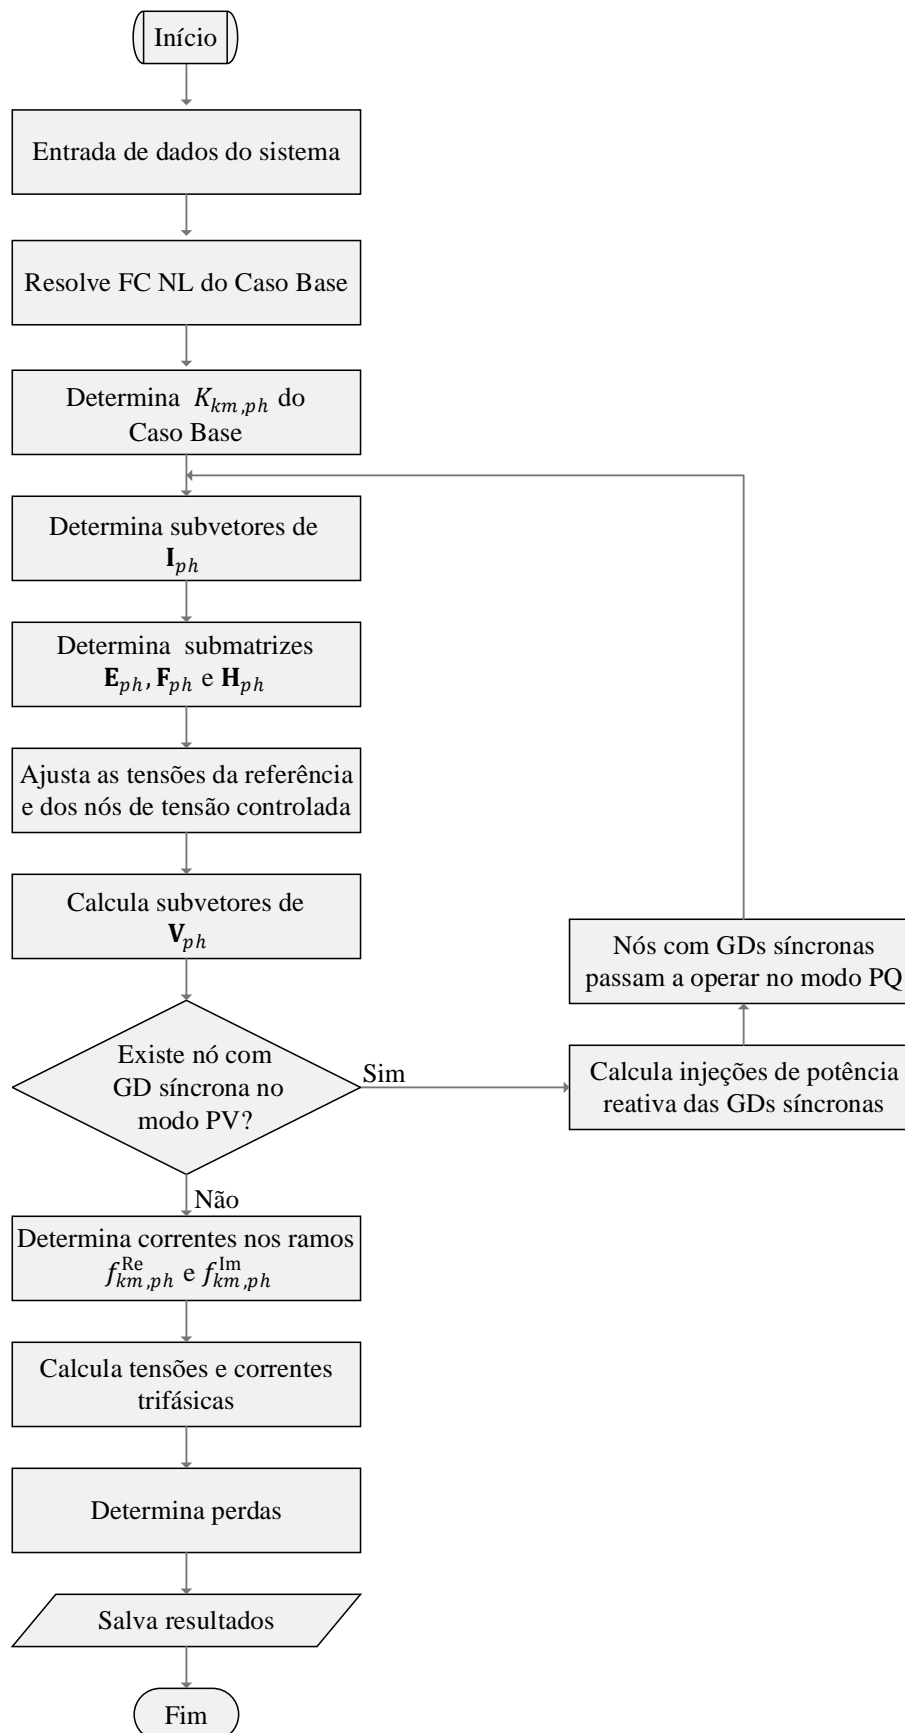 Início
Entrada de dados do sistema
Resolve FC NL do Caso Base
Determina K_{km,ph} do
Caso Base
Determina subvetores de
I_{ph}
Determina submatrizes
E_{ph}, F_{ph} e H_{ph}
Ajusta as tensões da referência
e dos nós de tensão controlada
Calcula subvetores de
V_{ph}
Existe nó com
GD síncrona no
modo PV?
Sim
Calcula injeções de potência
reativa das GDs síncronas
Nós com GDs síncronas
passam a operar no modo PQ
Não
Determina correntes nos ramos
f_{km,ph}^{Re} e f_{km,ph}^{Im}
Calcula tensões e correntes
trifásicas
Determina perdas
Salva resultados
Fim